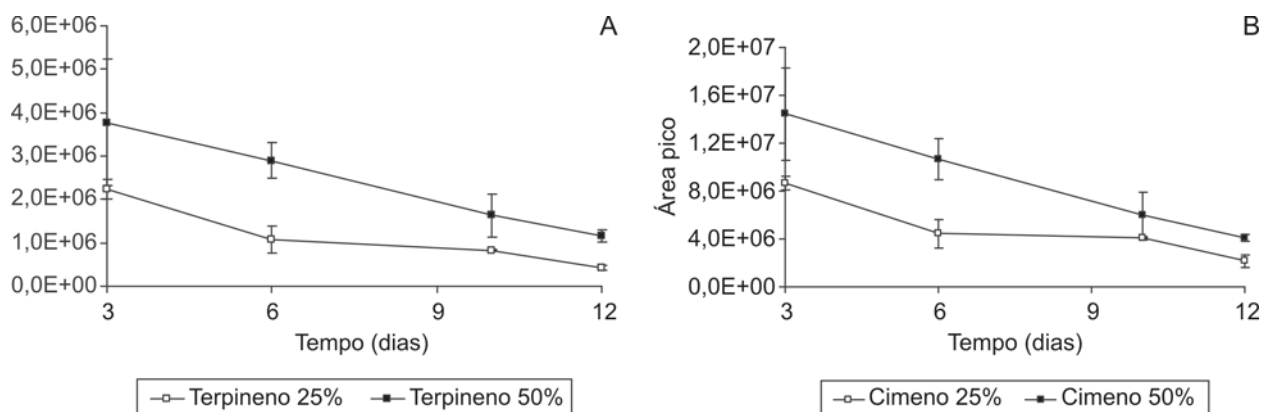 A
6,0E+06
5,0E+06
4,0E+06
3,0E+06
2,0E+06
1,0E+06
0,0E+00
3 6 9 12
Tempo (dias)
Terpineno 25% Terpineno 50%
B
Área pico
2,0E+07
1,6E+07
1,2E+07
8,0E+06
4,0E+06
0,0E+00
3 6 9 12
Tempo (dias)
Cimeno 25% Cimeno 50%